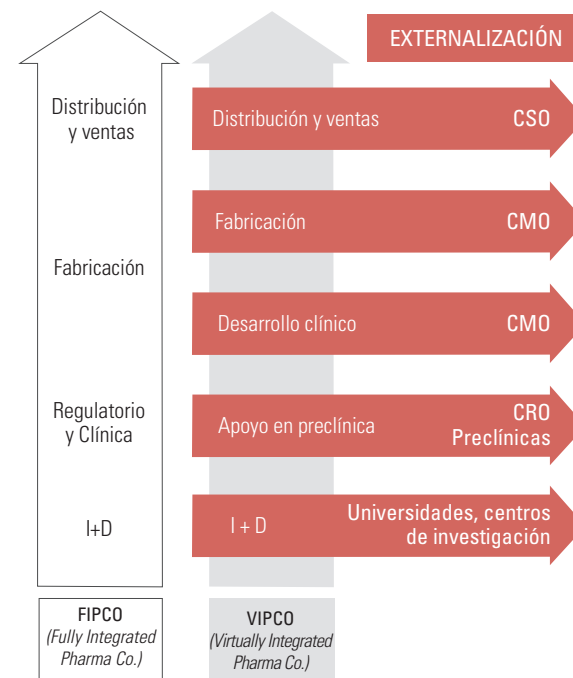 EXTERNALIZACIÓN
Distribución
y ventas
Distribución y ventas
CSO
Fabricación
Fabricación
CMO
Desarrollo clínico
CMO
Regulatorio
y Clínica
Apoyo en preclínica
CRO
Preclínicas
I+D
I + D
Universidades, centros
de investigación
FIPCO
(Fully Integrated
Pharma Co.)
VIPCO
(Virtually Integrated
Pharma Co.)